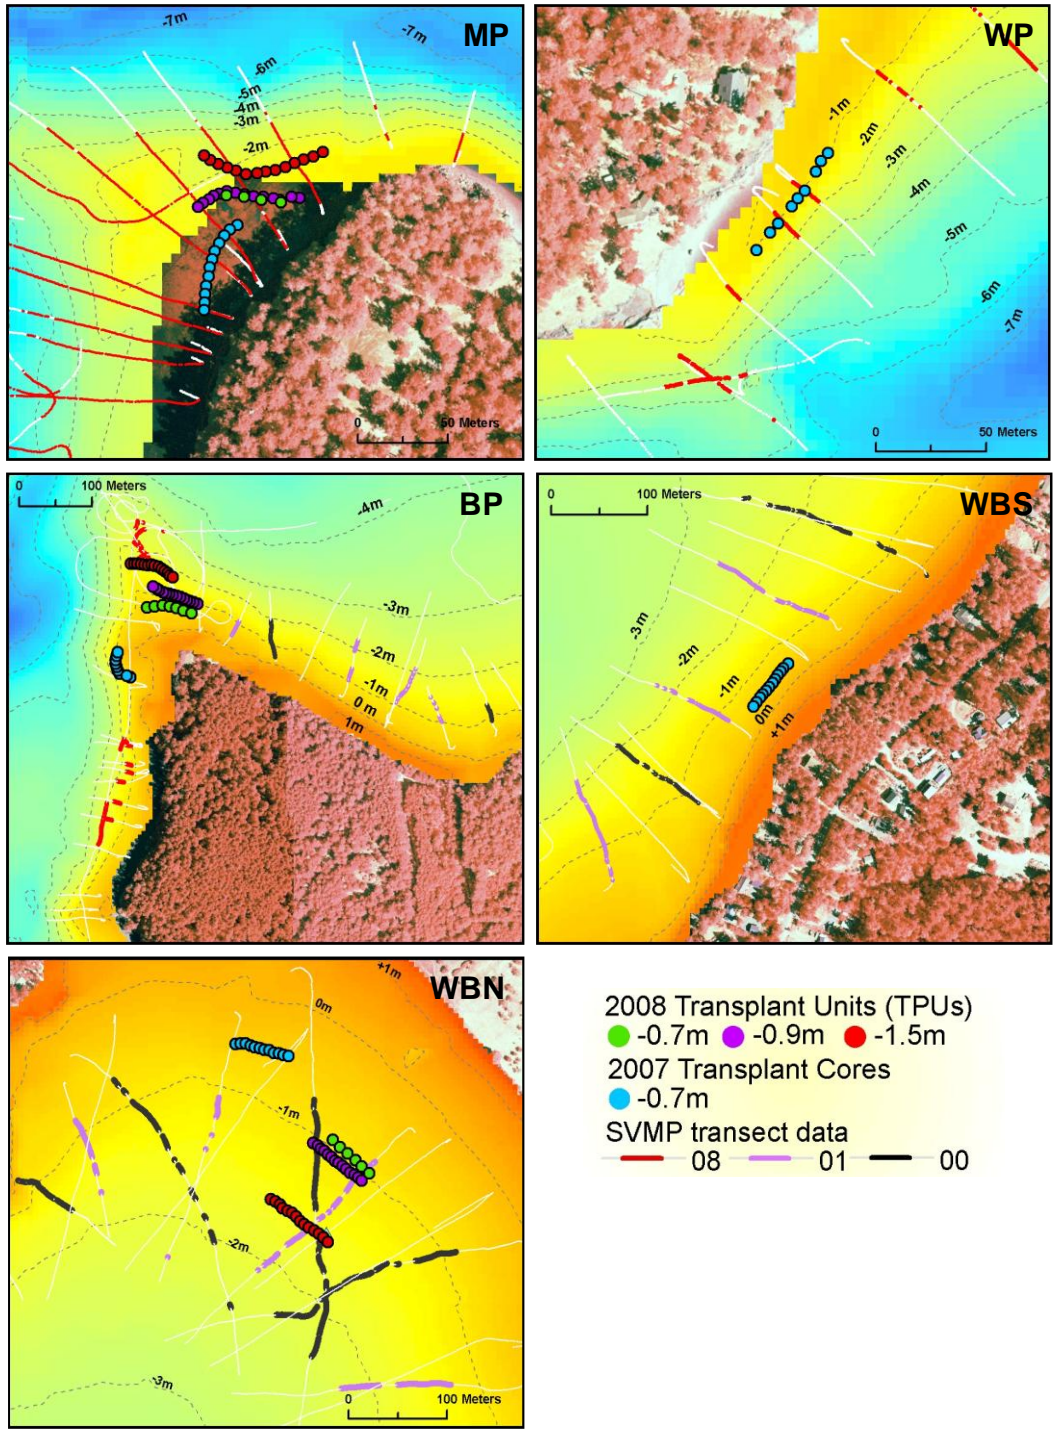 MP
-7m
-7m
-6m
-5m
-4m
-3m
-2m
0 50 Meters
WP
-1m
-2m
-3m
-4m
-5m
-6m
-7m
0 50 Meters
BP
0 100 Meters
-4m
-3m
-2m
-1m
0 m
1m
WBS
0 100 Meters
-3m
-2m
-1m
0m
+1m
WBN
+1m
0m
-1m
-2m
-3m
0 100 Meters
2008 Transplant Units (TPUs)
-0.7m -0.9m -1.5m
2007 Transplant Cores
-0.7m
SVMP transect data
08 01 00